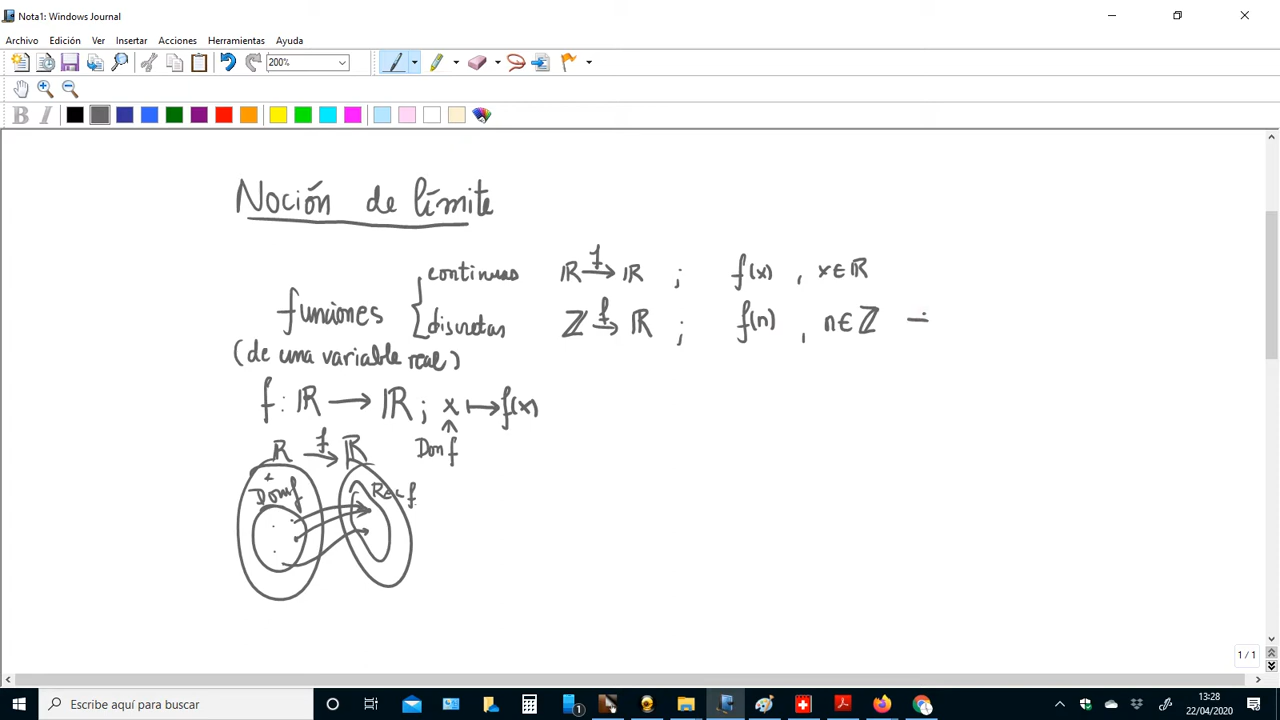 Nota1: Windows Journal
Archivo Edición Ver Insertar Acciones Herramientas Ayuda
200%
B I
Noción de límite
funciones { continuas ℝ →f ℝ ; f(x) , x∈ℝ
discretas ℤ →f ℝ ; f(n) , n∈ℤ –
(de una variable real)
f: ℝ → ℝ ; x ↦ f(x)
Dom f
ℝ →f ℝ
Dom f Rec f
1 / 1
Escribe aquí para buscar
1
13:28
22/04/2020